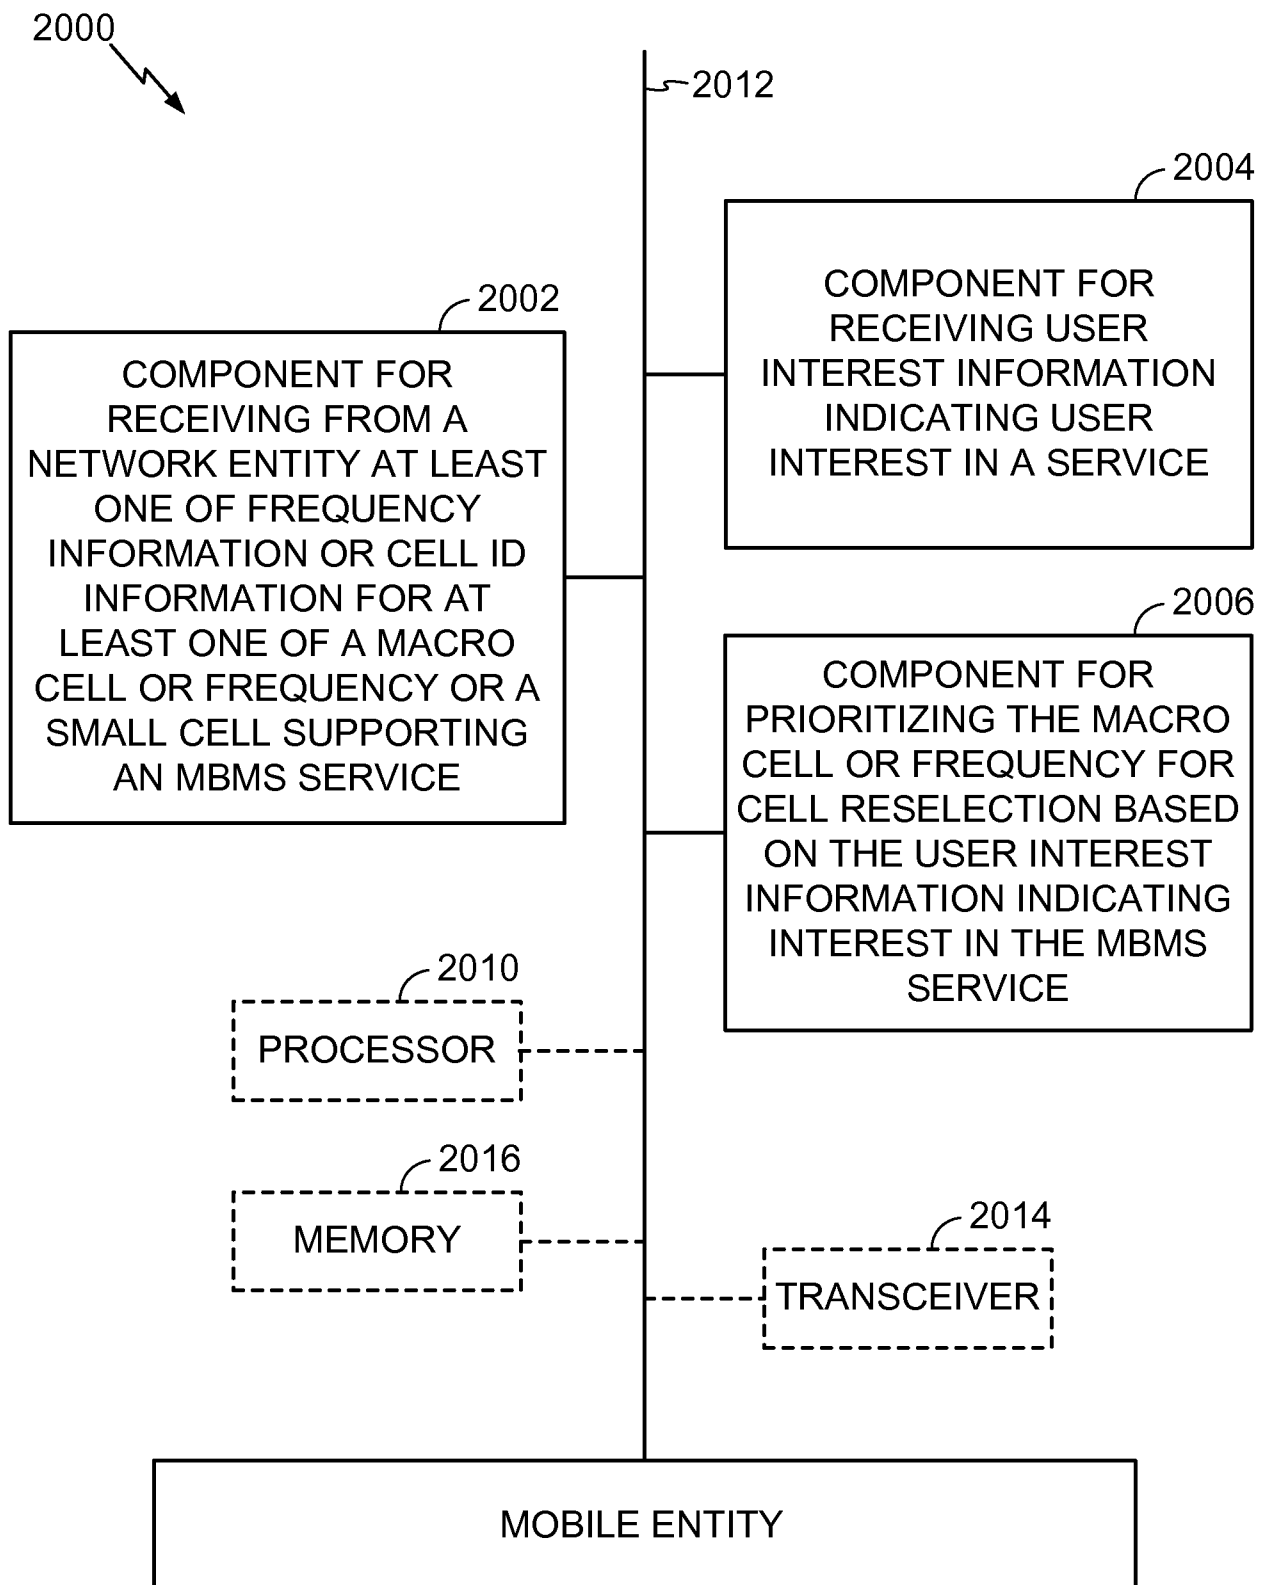 2000
2012
2004
COMPONENT FOR
RECEIVING USER
INTEREST INFORMATION
INDICATING USER
INTEREST IN A SERVICE
2002
COMPONENT FOR
RECEIVING FROM A
NETWORK ENTITY AT LEAST
ONE OF FREQUENCY
INFORMATION OR CELL ID
INFORMATION FOR AT
LEAST ONE OF A MACRO
CELL OR FREQUENCY OR A
SMALL CELL SUPPORTING
AN MBMS SERVICE
2006
COMPONENT FOR
PRIORITIZING THE MACRO
CELL OR FREQUENCY FOR
CELL RESELECTION BASED
ON THE USER INTEREST
INFORMATION INDICATING
INTEREST IN THE MBMS
SERVICE
2010
PROCESSOR
2016
MEMORY
2014
TRANSCEIVER
MOBILE ENTITY